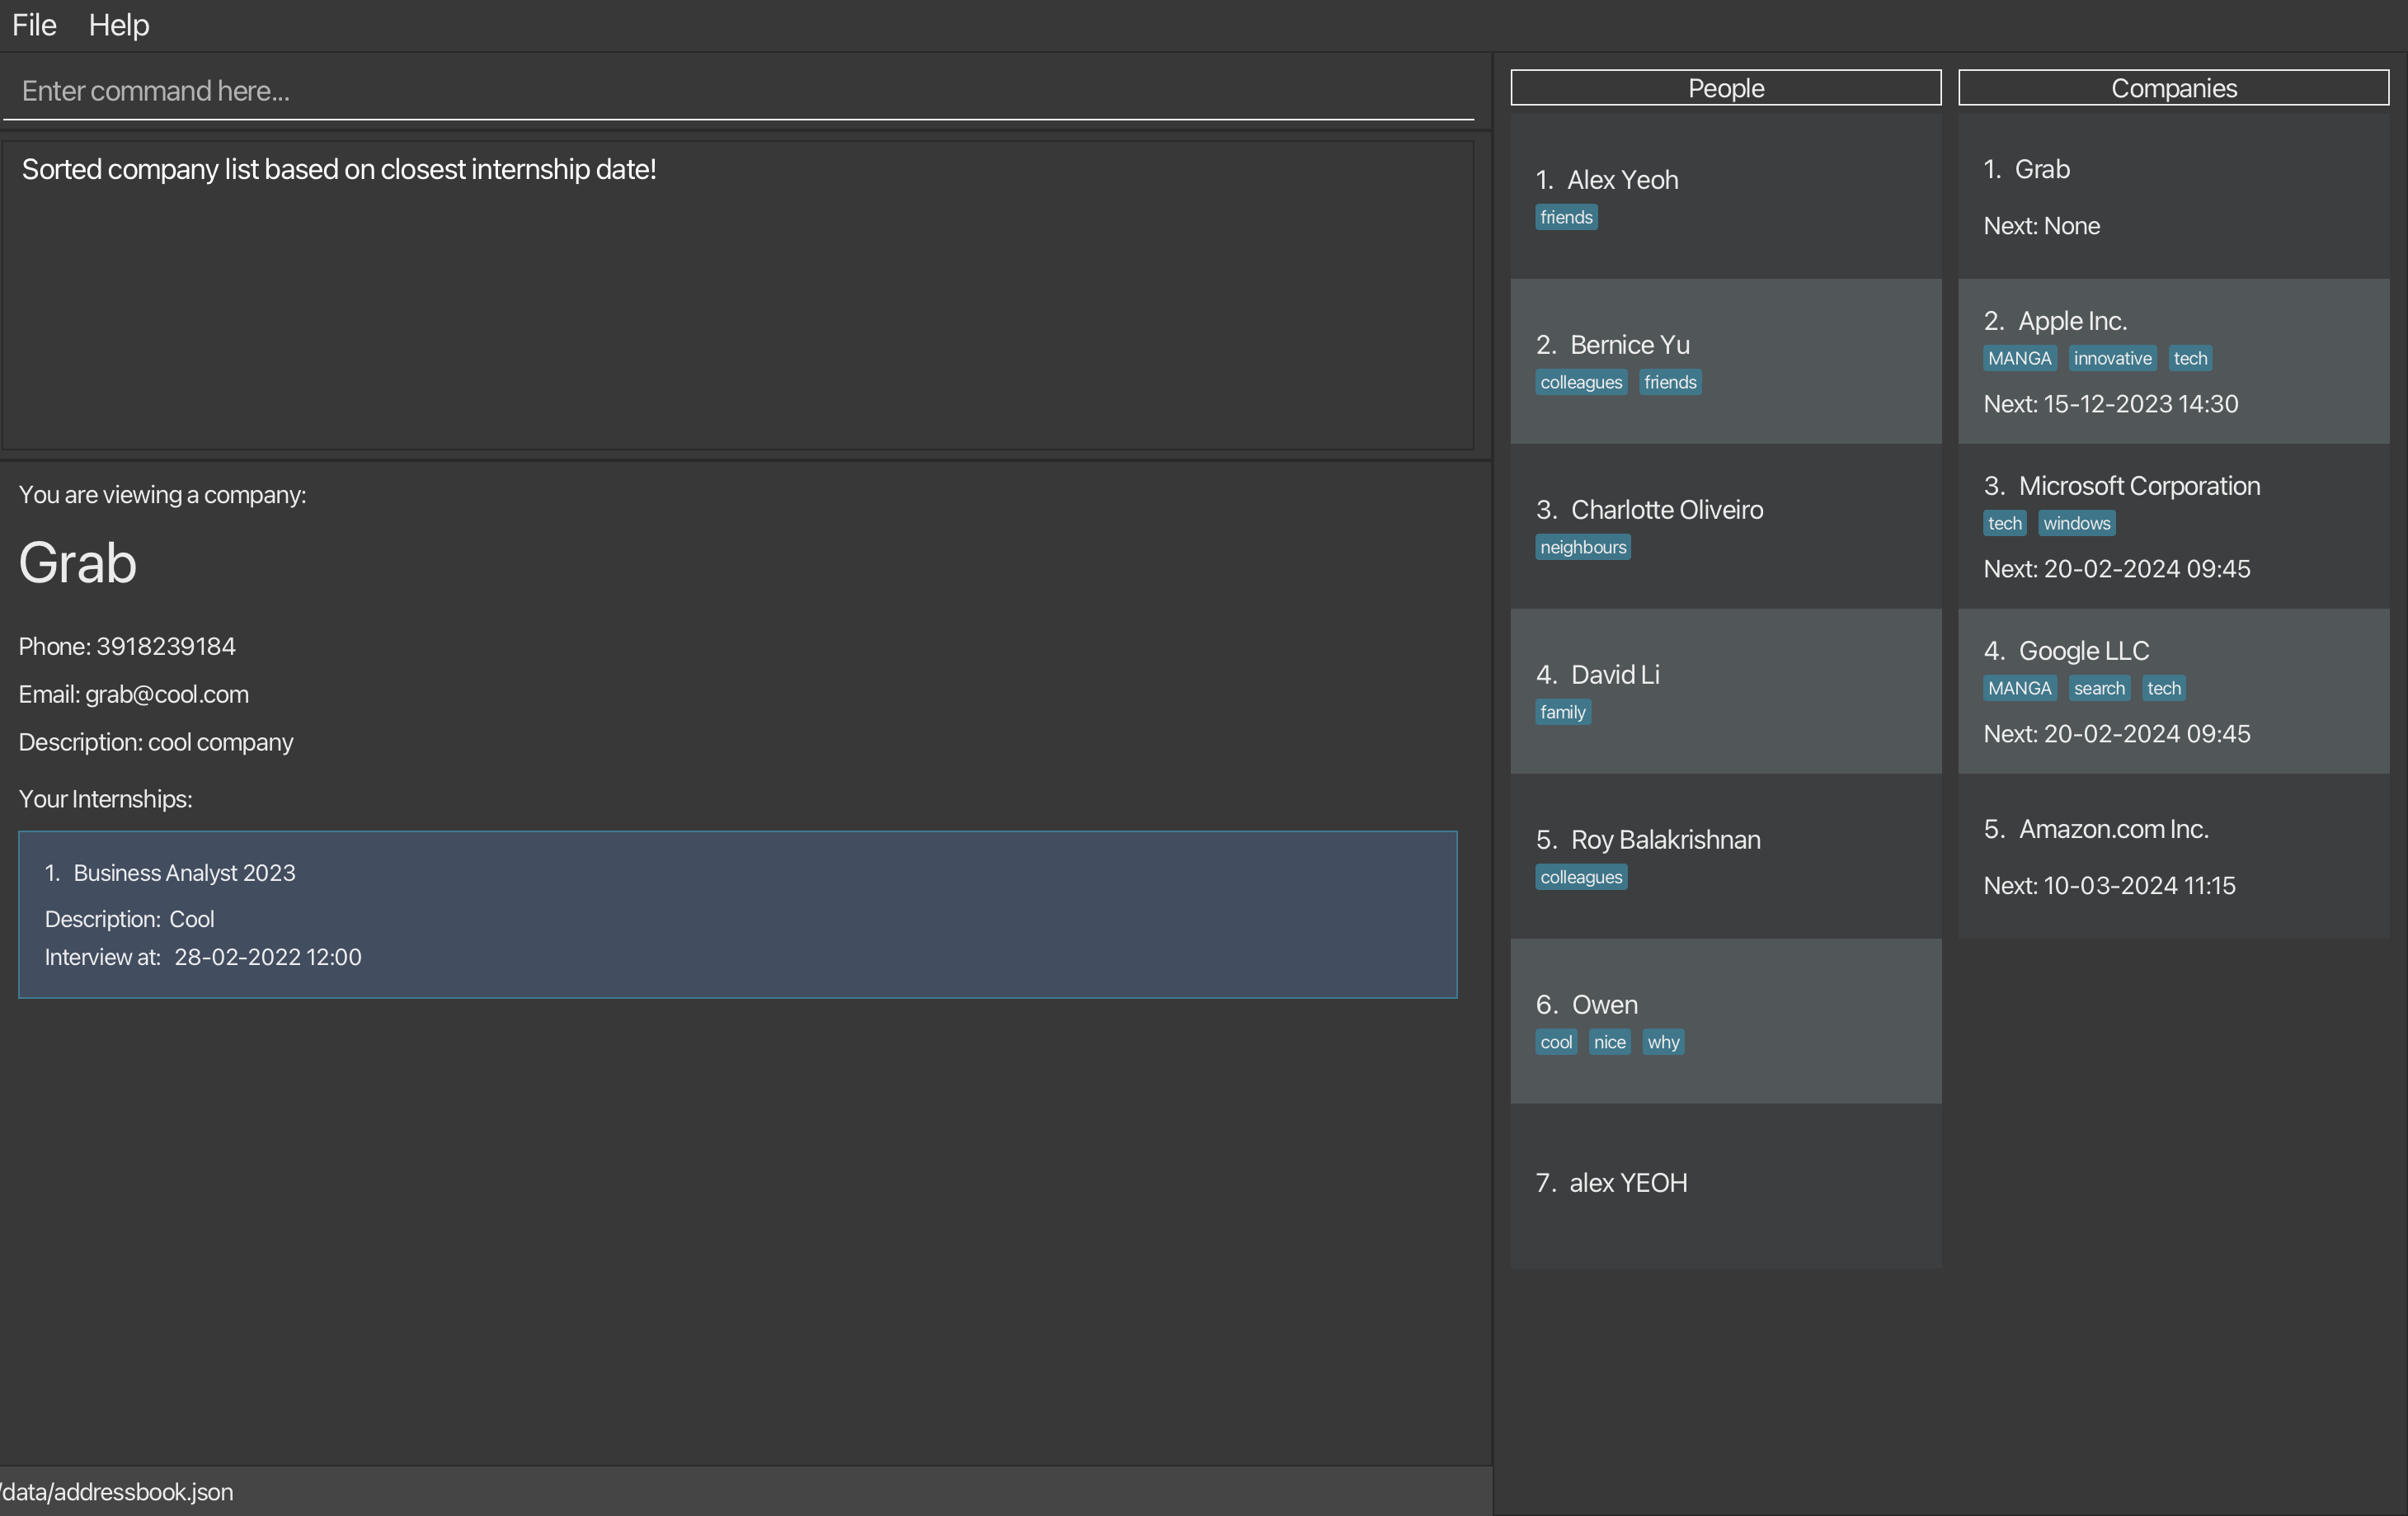 File Help
Enter command here...
Sorted company list based on closest internship date!
You are viewing a company:
Grab
Phone: 3918239184
Email: grab@cool.com
Description: cool company
Your Internships:
1. Business Analyst 2023
Description: Cool
Interview at: 28-02-2022 12:00
/data/addressbook.json
People
1. Alex Yeoh
friends
2. Bernice Yu
colleagues friends
3. Charlotte Oliveiro
neighbours
4. David Li
family
5. Roy Balakrishnan
colleagues
6. Owen
cool nice why
7. alex YEOH
Companies
1. Grab
Next: None
2. Apple Inc.
MANGA innovative tech
Next: 15-12-2023 14:30
3. Microsoft Corporation
tech windows
Next: 20-02-2024 09:45
4. Google LLC
MANGA search tech
Next: 20-02-2024 09:45
5. Amazon.com Inc.
Next: 10-03-2024 11:15